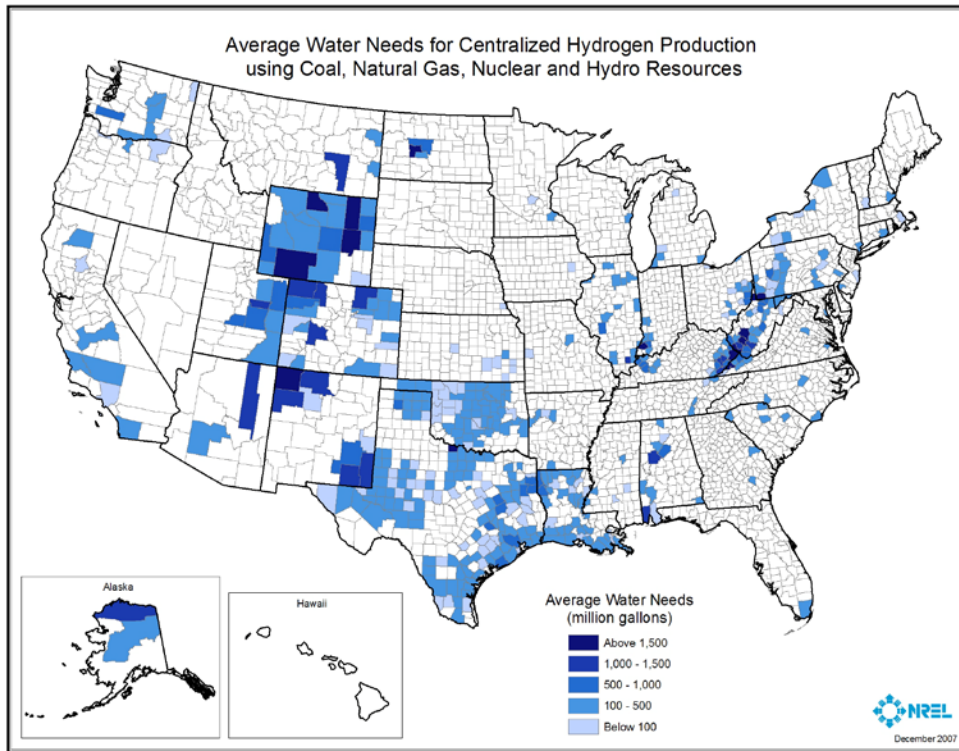 Average Water Needs for Centralized Hydrogen Production
using Coal, Natural Gas, Nuclear and Hydro Resources
Alaska
Hawaii
Average Water Needs
(million gallons)
Above 1,500
1,000 - 1,500
500 - 1,000
100 - 500
Below 100
NREL
December 2007